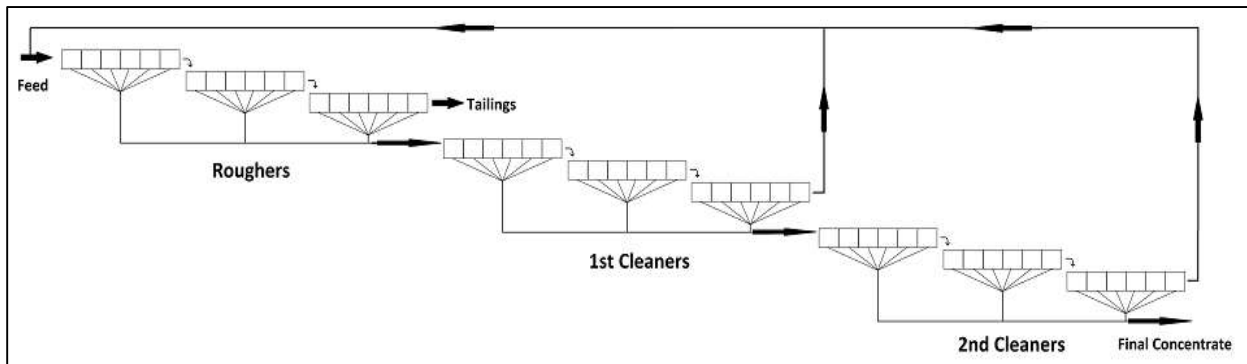 Feed
Tailings
Roughers
1st Cleaners
2nd Cleaners
Final Concentrate